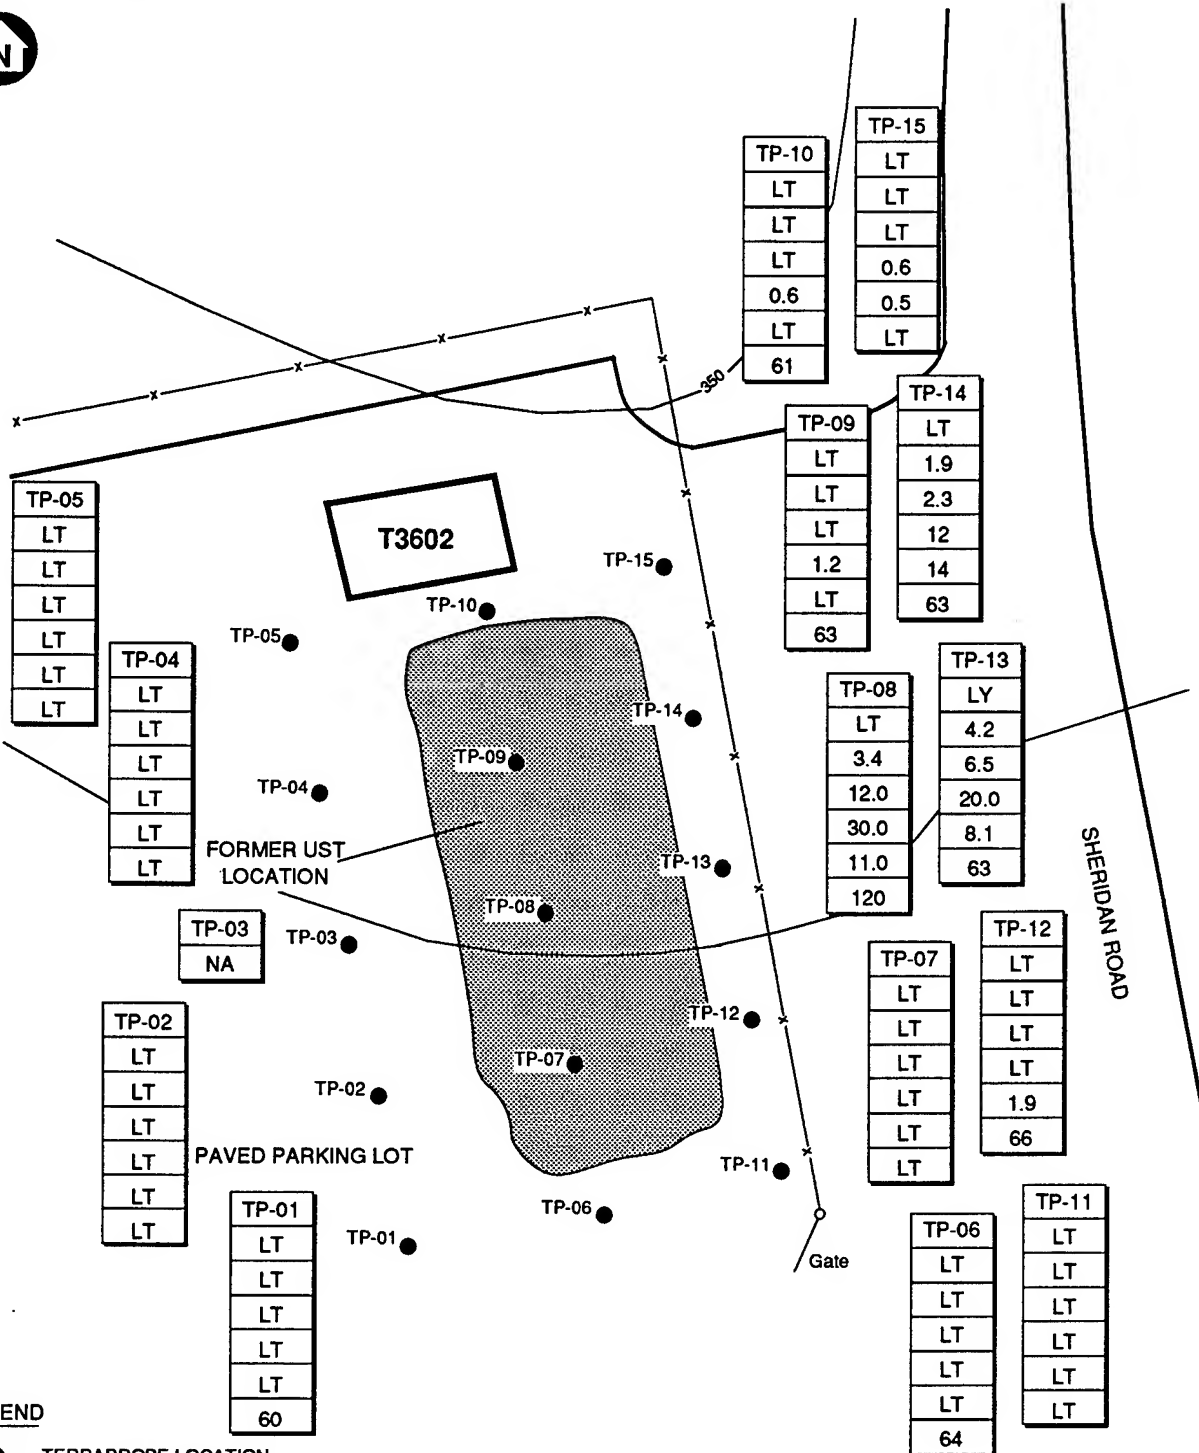 N
TP-15
LT
LT
LT
0.6
0.5
LT
TP-10
LT
LT
LT
0.6
LT
61
350
TP-14
LT
1.9
2.3
12
14
63
TP-09
LT
LT
LT
1.2
LT
63
TP-05
LT
LT
LT
LT
LT
LT
T3602
TP-15
TP-10
TP-05
TP-04
LT
LT
LT
LT
LT
LT
TP-13
LY
4.2
6.5
20.0
8.1
63
TP-08
LT
3.4
12.0
30.0
11.0
120
TP-14
TP-09
TP-04
FORMER UST
LOCATION
TP-13
SHERIDAN ROAD
TP-08
TP-03
NA
TP-03
TP-12
LT
LT
LT
LT
1.9
66
TP-07
LT
LT
LT
LT
LT
LT
TP-02
LT
LT
LT
LT
LT
LT
TP-12
TP-07
TP-02
PAVED PARKING LOT
TP-11
TP-01
LT
LT
LT
LT
LT
60
TP-06
TP-01
Gate
TP-11
LT
LT
LT
LT
LT
LT
TP-06
LT
LT
LT
LT
LT
64
END
TERRAPROBE LOCATION